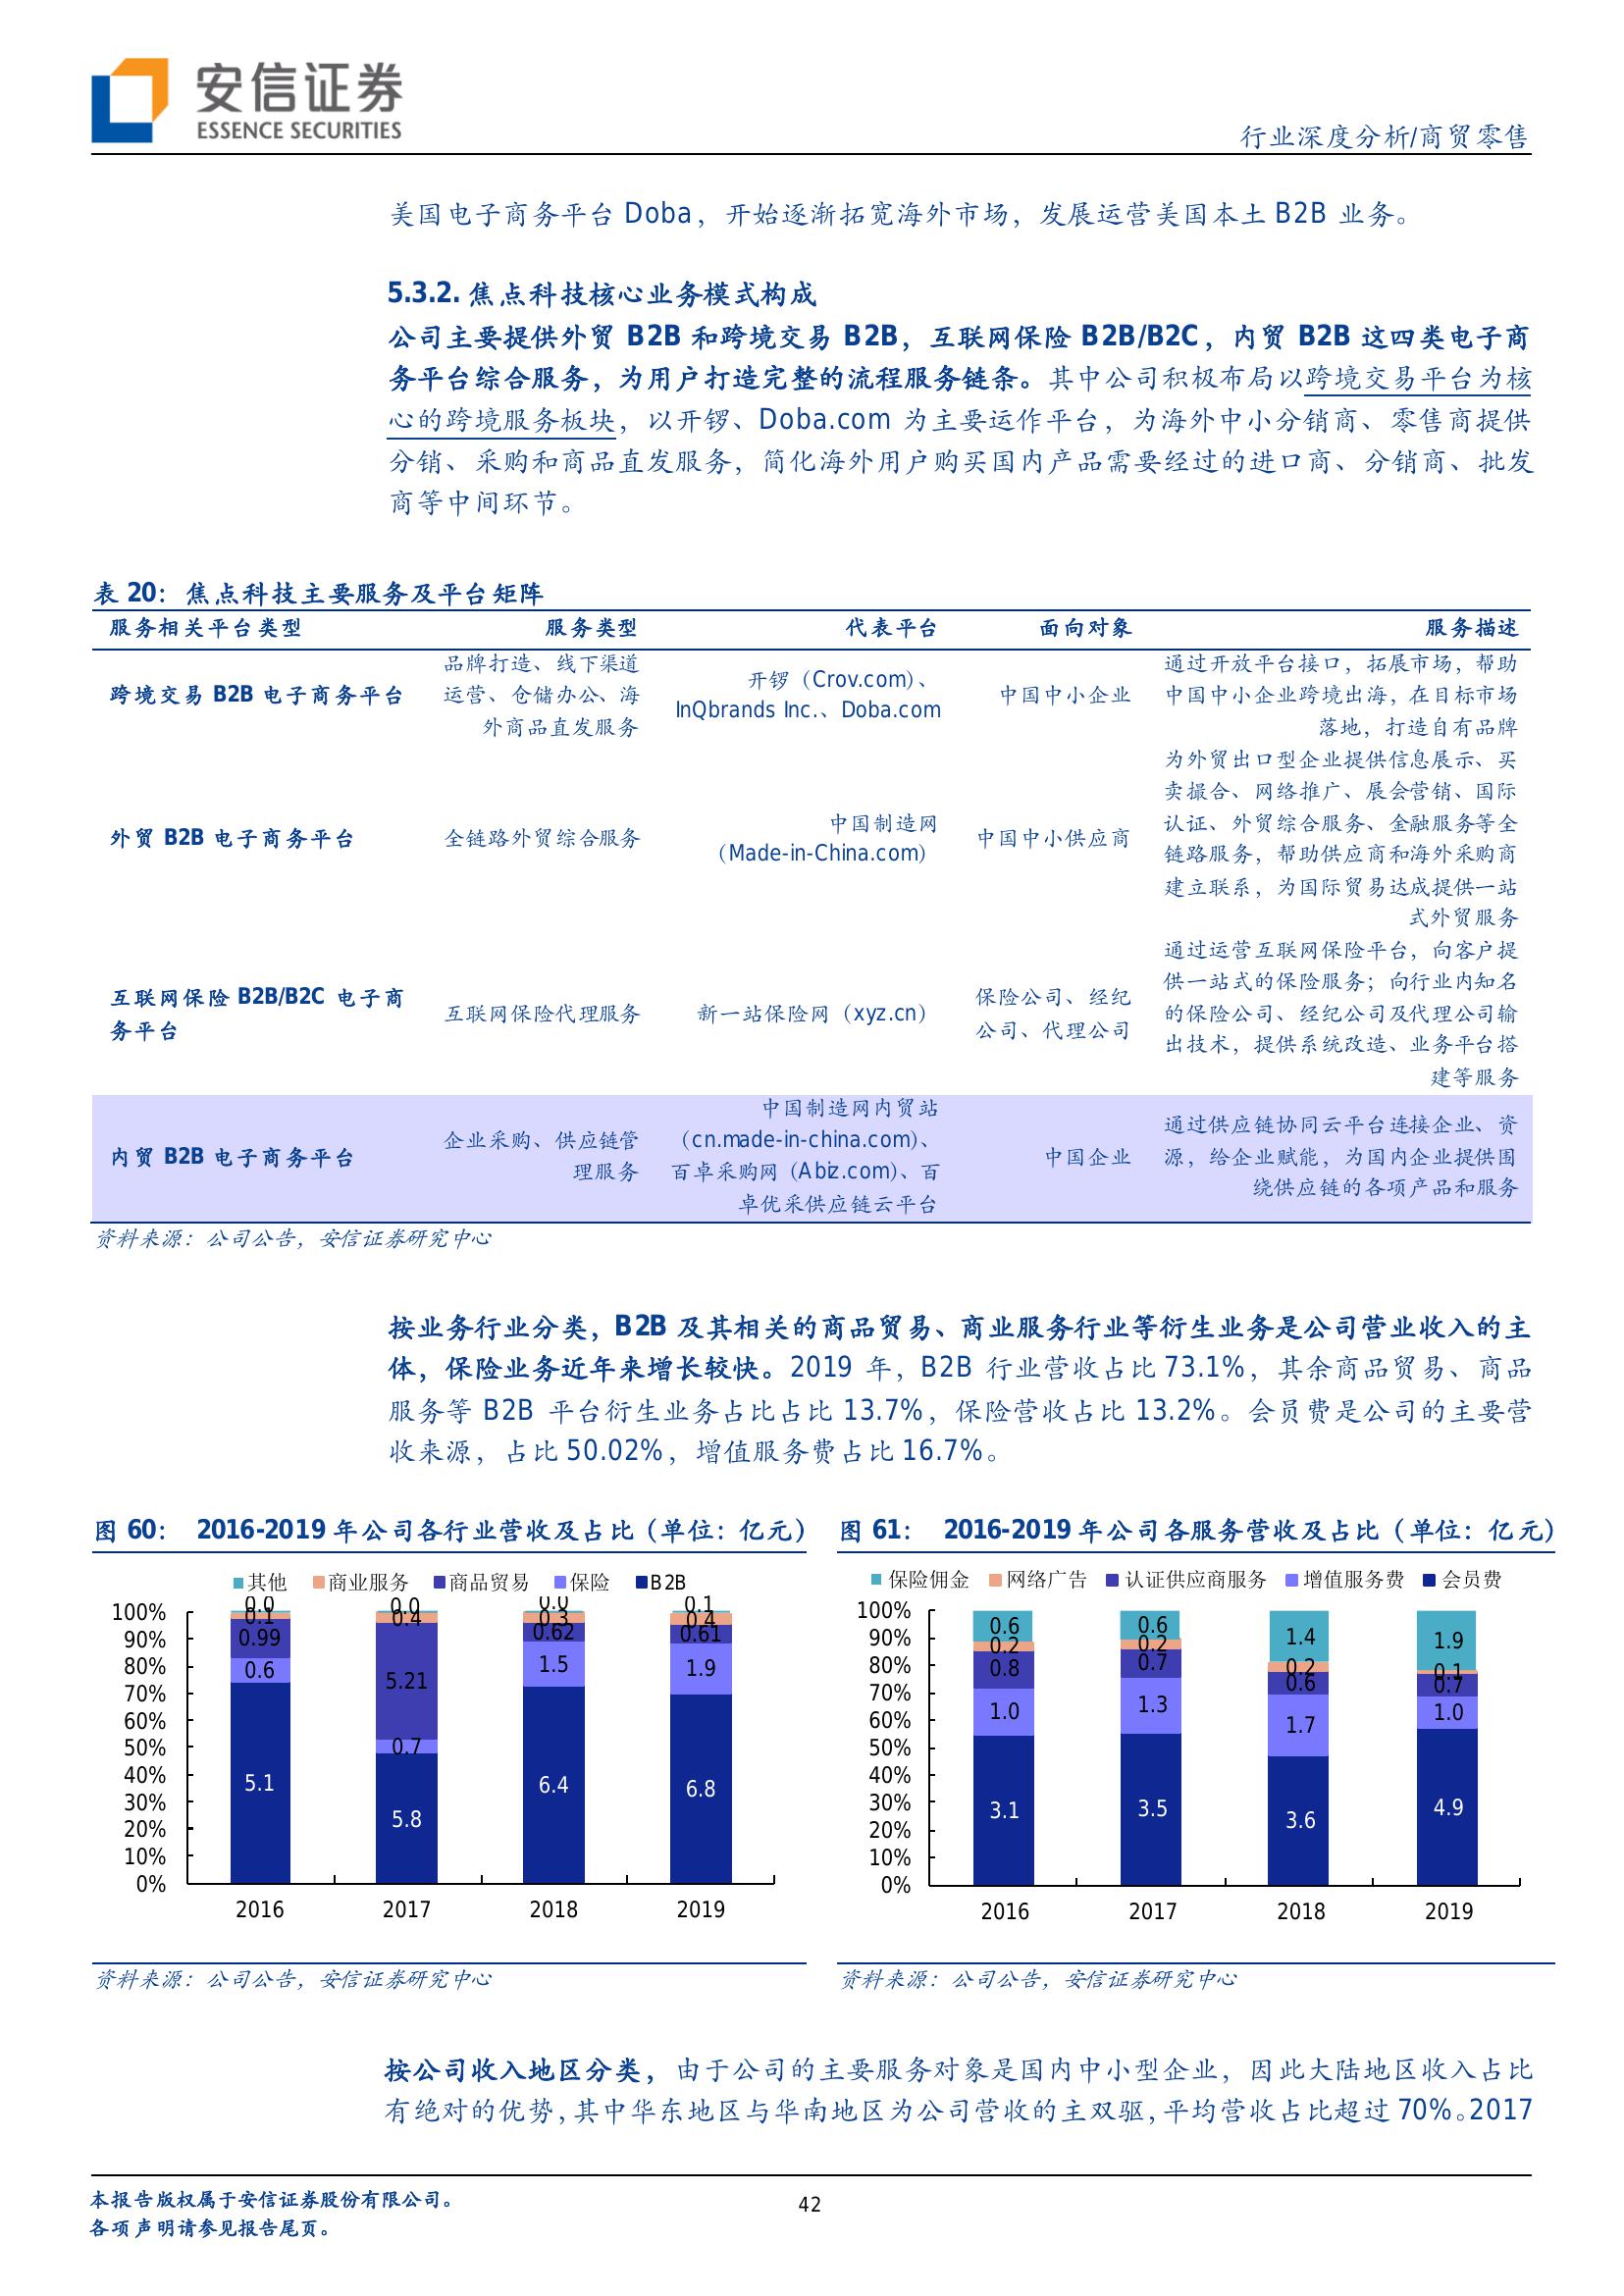 安信证券
ESSENCE SECURITIES
行业深度分析/商贸零售
美国电子商务平台 Doba，开始逐渐拓宽海外市场，发展运营美国本土 B2B 业务。
5.3.2. 焦点科技核心业务模式构成
公司主要提供外贸 B2B 和跨境交易 B2B，互联网保险 B2B/B2C，内贸 B2B 这四类电子商
务平台综合服务，为用户打造完整的流程服务链条。其中公司积极布局以跨境交易平台为核
心的跨境服务板块，以开锣、Doba.com 为主要运作平台，为海外中小分销商、零售商提供
分销、采购和商品直发服务，简化海外用户购买国内产品需要经过的进口商、分销商、批发
商等中间环节。
表 20：焦点科技主要服务及平台矩阵
服务相关平台类型 服务类型 代表平台 面向对象 服务描述
跨境交易 B2B 电子商务平台
品牌打造、线下渠道
运营、仓储办公、海
外商品直发服务
开锣（Crov.com）、
InQbrands Inc.、Doba.com
中国中小企业
通过开放平台接口，拓展市场，帮助
中国中小企业跨境出海，在目标市场
落地，打造自有品牌
外贸 B2B 电子商务平台
全链路外贸综合服务
中国制造网
（Made-in-China.com）
中国中小供应商
为外贸出口型企业提供信息展示、买
卖撮合、网络推广、展会营销、国际
认证、外贸综合服务、金融服务等全
链路服务，帮助供应商和海外采购商
建立联系，为国际贸易达成提供一站
式外贸服务
互联网保险 B2B/B2C 电子商
务平台
互联网保险代理服务
新一站保险网（xyz.cn）
保险公司、经纪
公司、代理公司
通过运营互联网保险平台，向客户提
供一站式的保险服务；向行业内知名
的保险公司、经纪公司及代理公司输
出技术，提供系统改造、业务平台搭
建等服务
内贸 B2B 电子商务平台
企业采购、供应链管
理服务
中国制造网内贸站
（cn.made-in-china.com）、
百卓采购网（Abiz.com）、百
卓优采供应链云平台
中国企业
通过供应链协同云平台连接企业、资
源，给企业赋能，为国内企业提供围
绕供应链的各项产品和服务
资料来源：公司公告，安信证券研究中心
按业务行业分类，B2B 及其相关的商品贸易、商业服务行业等衍生业务是公司营业收入的主
体，保险业务近年来增长较快。2019 年，B2B 行业营收占比 73.1%，其余商品贸易、商品
服务等 B2B 平台衍生业务占比占比 13.7%，保险营收占比 13.2%。会员费是公司的主要营
收来源，占比 50.02%，增值服务费占比 16.7%。
图 60： 2016-2019 年公司各行业营收及占比（单位：亿元）
其他 商业服务 商品贸易 保险 B2B
100%
90%
80%
70%
60%
50%
40%
30%
20%
10%
0%
0.0 0.0 0.0 0.1
0.1 0.4 0.3 0.4
0.99 5.21 0.62 0.61
0.6 0.7 1.5 1.9
5.1 5.8 6.4 6.8
2016 2017 2018 2019
资料来源：公司公告，安信证券研究中心
图 61： 2016-2019 年公司各服务营收及占比（单位：亿元）
保险佣金 网络广告 认证供应商服务 增值服务费 会员费
100%
90%
80%
70%
60%
50%
40%
30%
20%
10%
0%
0.6 0.6 1.4 1.9
0.2 0.2 0.2 0.1
0.8 0.7 0.6 0.7
1.0 1.3 1.7 1.0
3.1 3.5 3.6 4.9
2016 2017 2018 2019
资料来源：公司公告，安信证券研究中心
按公司收入地区分类，由于公司的主要服务对象是国内中小型企业，因此大陆地区收入占比
有绝对的优势，其中华东地区与华南地区为公司营收的主双驱，平均营收占比超过 70%。2017
本报告版权属于安信证券股份有限公司。
各项声明请参见报告尾页。
42